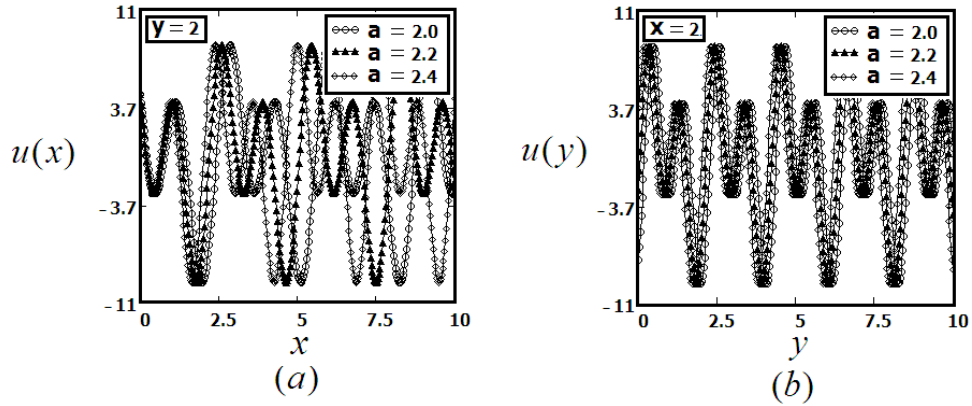 11
y = 2
a = 2.0
a = 2.2
a = 2.4
3.7
u(x)
-3.7
-11
0 2.5 5 7.5 10
x
(a)
11
x = 2
a = 2.0
a = 2.2
a = 2.4
3.7
u(y)
-3.7
-11
0 2.5 5 7.5 10
y
(b)